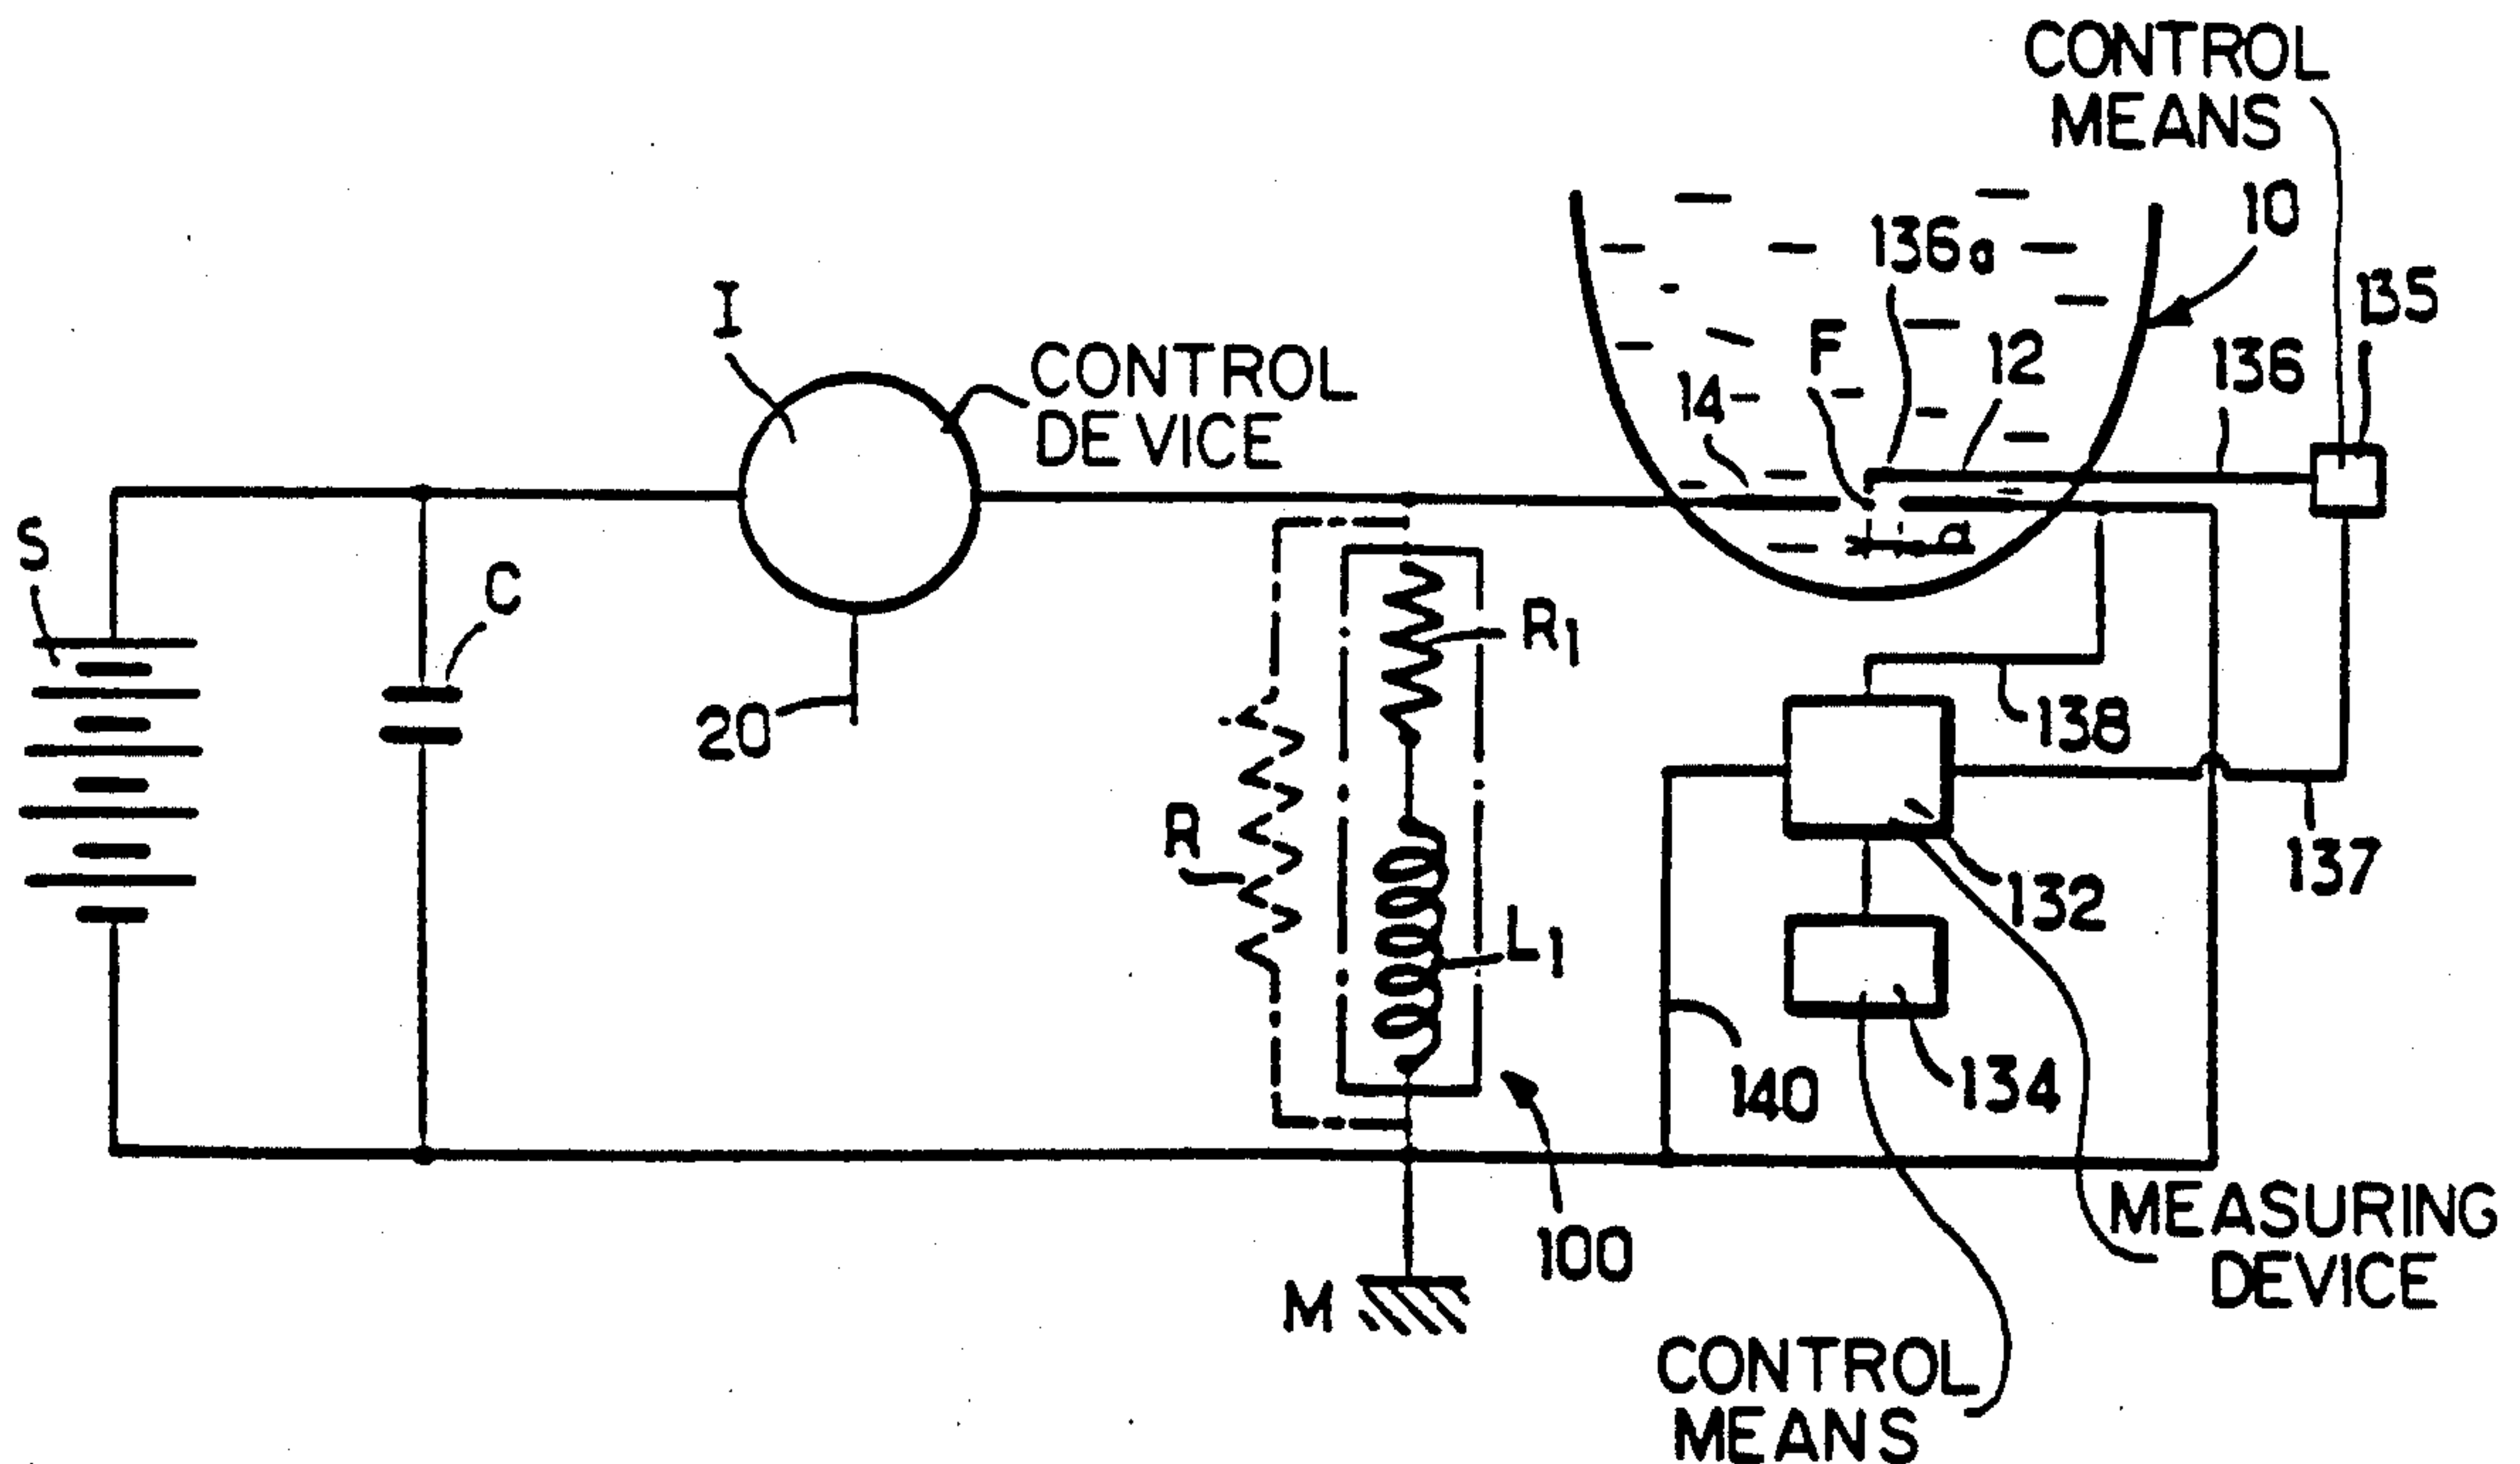 CONTROL
MEANS
10
136a
135
I
F
12
136
CONTROL
DEVICE
14
S
C
R1
20
138
R
137
132
L1
140
134
100
M
MEASURING
DEVICE
CONTROL
MEANS